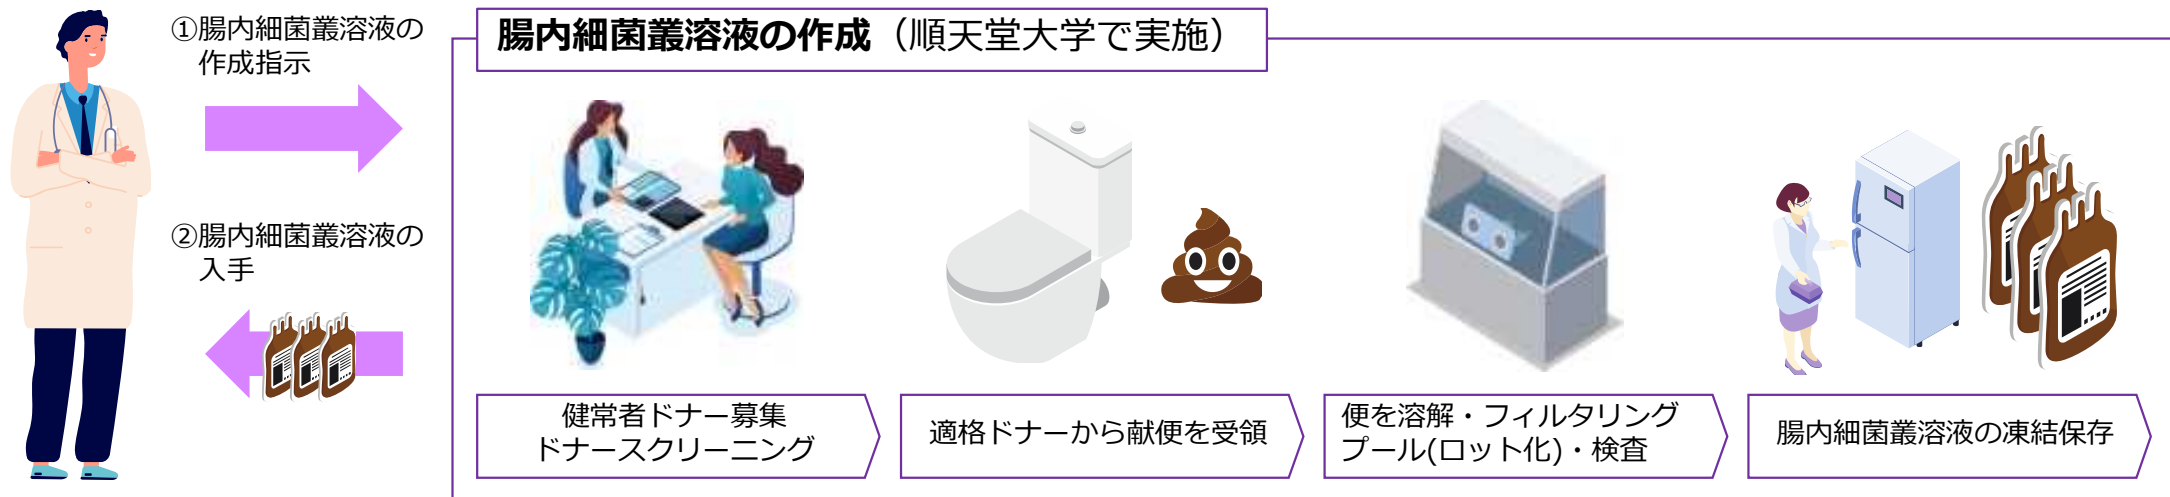 ①腸内細菌叢溶液の
作成指示
②腸内細菌叢溶液の
入手
腸内細菌叢溶液の作成（順天堂大学で実施）
健常者ドナー募集
ドナースクリーニング
適格ドナーから献便を受領
便を溶解・フィルタリング
プール(ロット化)・検査
腸内細菌叢溶液の凍結保存